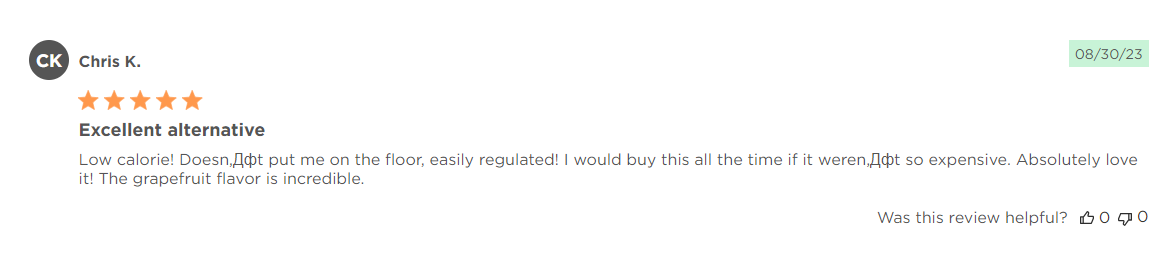 CK
Chris K.
08/30/23
Excellent alternative
Low calorie! Doesn‚Дфt put me on the floor, easily regulated! I would buy this all the time if it weren‚Дфt so expensive. Absolutely love
it! The grapefruit flavor is incredible.
Was this review helpful? 0 0